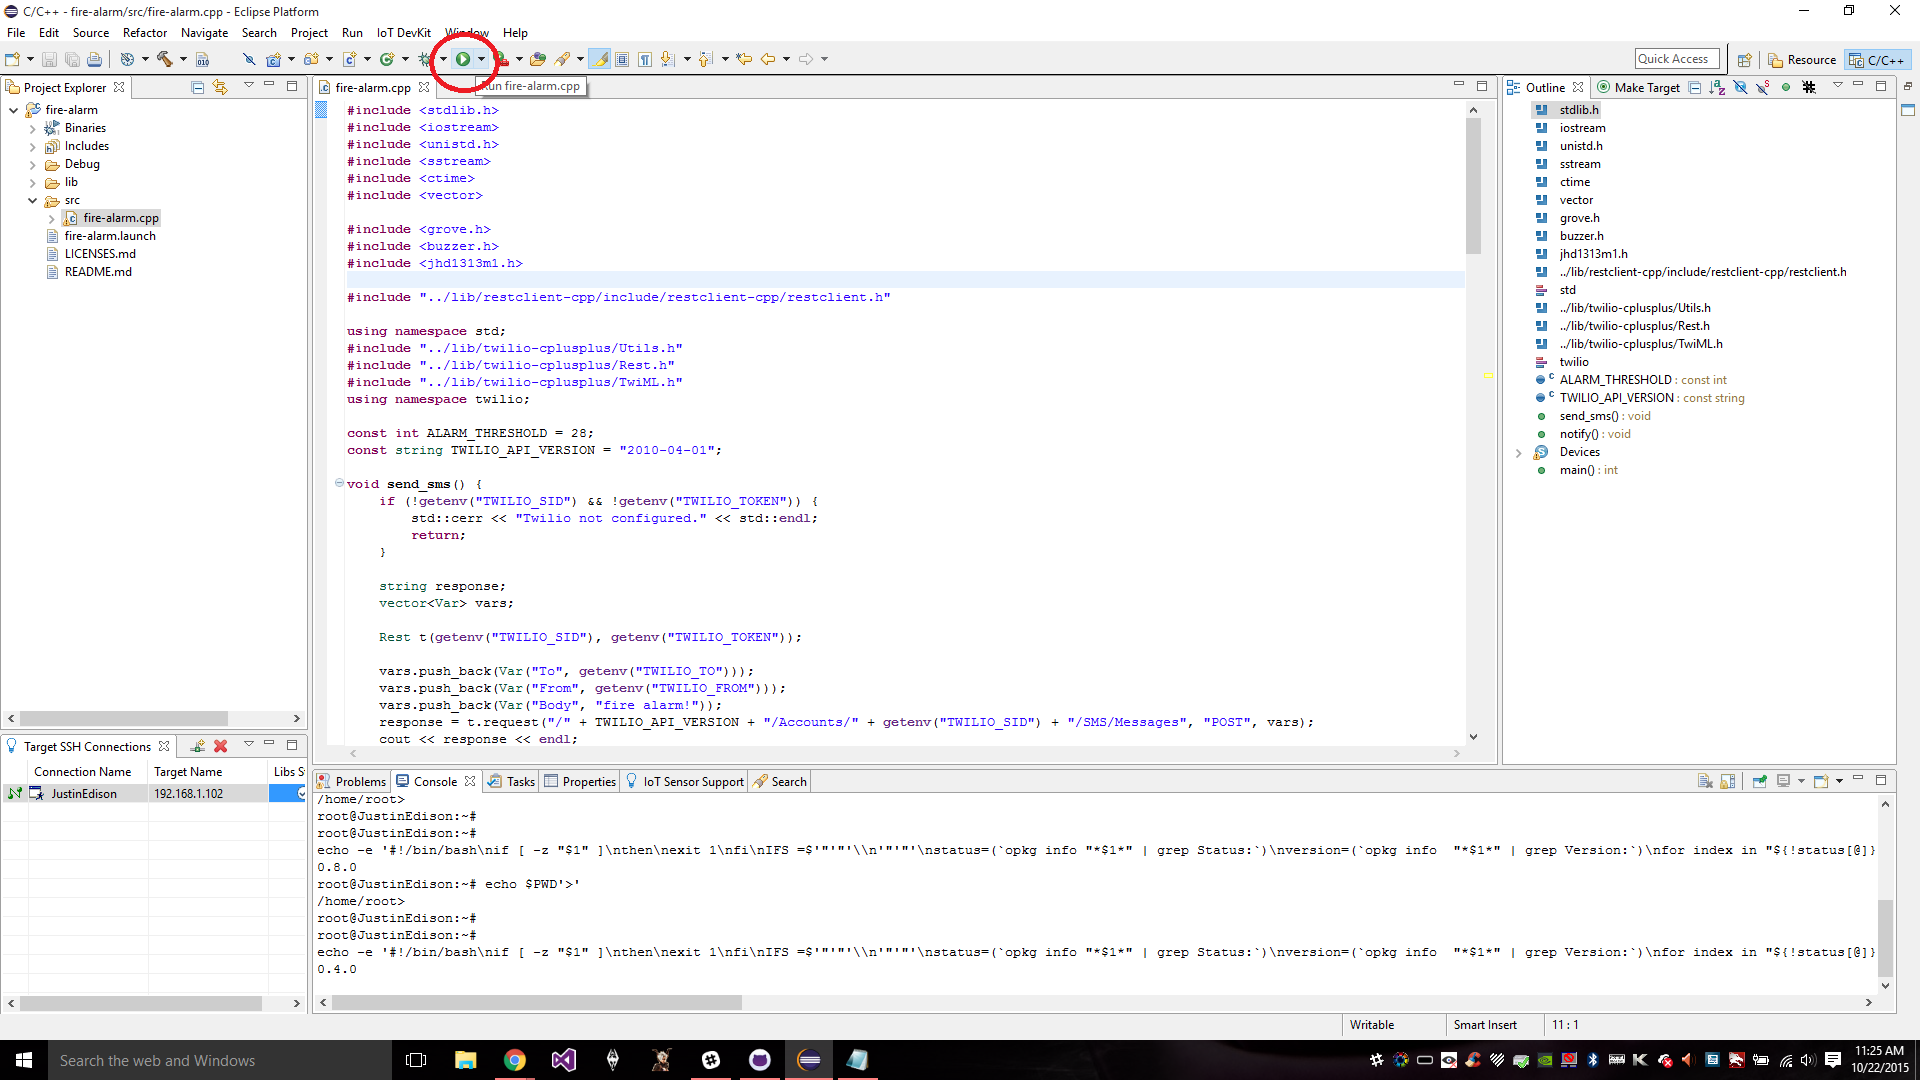 C/C++ - fire-alarm/src/fire-alarm.cpp - Eclipse Platform
File Edit Source Refactor Navigate Search Project Run IoT DevKit Window Help
Quick Access Resource C/C++
Project Explorer
fire-alarm
Binaries
Includes
Debug
lib
src
fire-alarm.cpp
fire-alarm.launch
LICENSES.md
README.md
fire-alarm.cpp
Run fire-alarm.cpp
#include <stdlib.h>
#include <iostream>
#include <unistd.h>
#include <sstream>
#include <ctime>
#include <vector>
#include <grove.h>
#include <buzzer.h>
#include <jhd1313m1.h>
#include "../lib/restclient-cpp/include/restclient-cpp/restclient.h"
using namespace std;
#include "../lib/twilio-cplusplus/Utils.h"
#include "../lib/twilio-cplusplus/Rest.h"
#include "../lib/twilio-cplusplus/TwiML.h"
using namespace twilio;
const int ALARM_THRESHOLD = 28;
const string TWILIO_API_VERSION = "2010-04-01";
void send_sms() {
if (!getenv("TWILIO_SID") && !getenv("TWILIO_TOKEN")) {
std::cerr << "Twilio not configured." << std::endl;
return;
}
string response;
vector<Var> vars;
Rest t(getenv("TWILIO_SID"), getenv("TWILIO_TOKEN"));
vars.push_back(Var("To", getenv("TWILIO_TO")));
vars.push_back(Var("From", getenv("TWILIO_FROM")));
vars.push_back(Var("Body", "fire alarm!"));
response = t.request("/" + TWILIO_API_VERSION + "/Accounts/" + getenv("TWILIO_SID") + "/SMS/Messages", "POST", vars);
cout << response << endl;
Outline Make Target
stdlib.h
iostream
unistd.h
sstream
ctime
vector
grove.h
buzzer.h
jhd1313m1.h
../lib/restclient-cpp/include/restclient-cpp/restclient.h
std
../lib/twilio-cplusplus/Utils.h
../lib/twilio-cplusplus/Rest.h
../lib/twilio-cplusplus/TwiML.h
twilio
ALARM_THRESHOLD : const int
TWILIO_API_VERSION : const string
send_sms() : void
notify() : void
Devices
main() : int
Target SSH Connections
Connection Name Target Name Libs S
JustinEdison 192.168.1.102
Problems Console Tasks Properties IoT Sensor Support Search
/home/root>
root@JustinEdison:~#
root@JustinEdison:~#
echo -e '#!/bin/bash\nif [ -z "$1" ]\nthen\nexit 1\nfi\nIFS =$'"'"'\\n'"'"'\nstatus=(`opkg info "*$1*" | grep Status:`)\nversion=(`opkg info  "*$1*" | grep Version:`)\nfor index in "${!status[@]}
0.8.0
root@JustinEdison:~# echo $PWD'>'
/home/root>
root@JustinEdison:~#
root@JustinEdison:~#
echo -e '#!/bin/bash\nif [ -z "$1" ]\nthen\nexit 1\nfi\nIFS =$'"'"'\\n'"'"'\nstatus=(`opkg info "*$1*" | grep Status:`)\nversion=(`opkg info  "*$1*" | grep Version:`)\nfor index in "${!status[@]}
0.4.0
Writable Smart Insert 11 : 1
Search the web and Windows
11:25 AM
10/22/2015